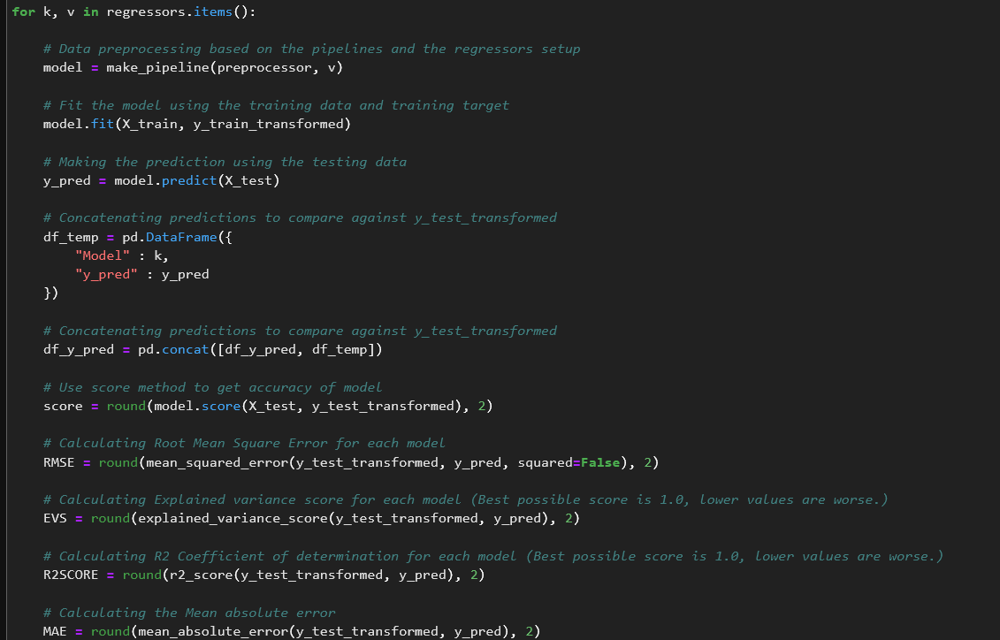 for k, v in regressors.items():
# Data preprocessing based on the pipelines and the regressors setup
model = make_pipeline(preprocessor, v)
# Fit the model using the training data and training target
model.fit(X_train, y_train_transformed)
# Making the prediction using the testing data
y_pred = model.predict(X_test)
# Concatenating predictions to compare against y_test_transformed
df_temp = pd.DataFrame({
"Model" : k,
"y_pred" : y_pred
})
# Concatenating predictions to compare against y_test_transformed
df_y_pred = pd.concat([df_y_pred, df_temp])
# Use score method to get accuracy of model
score = round(model.score(X_test, y_test_transformed), 2)
# Calculating Root Mean Square Error for each model
RMSE = round(mean_squared_error(y_test_transformed, y_pred, squared=False), 2)
# Calculating Explained variance score for each model (Best possible score is 1.0, lower values are worse.)
EVS = round(explained_variance_score(y_test_transformed, y_pred), 2)
# Calculating R2 Coefficient of determination for each model (Best possible score is 1.0, lower values are worse.)
R2SCORE = round(r2_score(y_test_transformed, y_pred), 2)
# Calculating the Mean absolute error
MAE = round(mean_absolute_error(y_test_transformed, y_pred), 2)